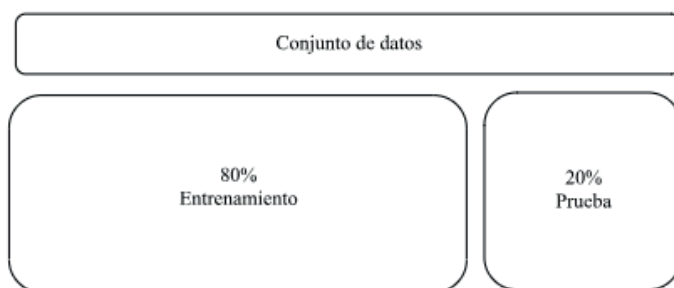 Conjunto de datos
80%
Entrenamiento
20%
Prueba